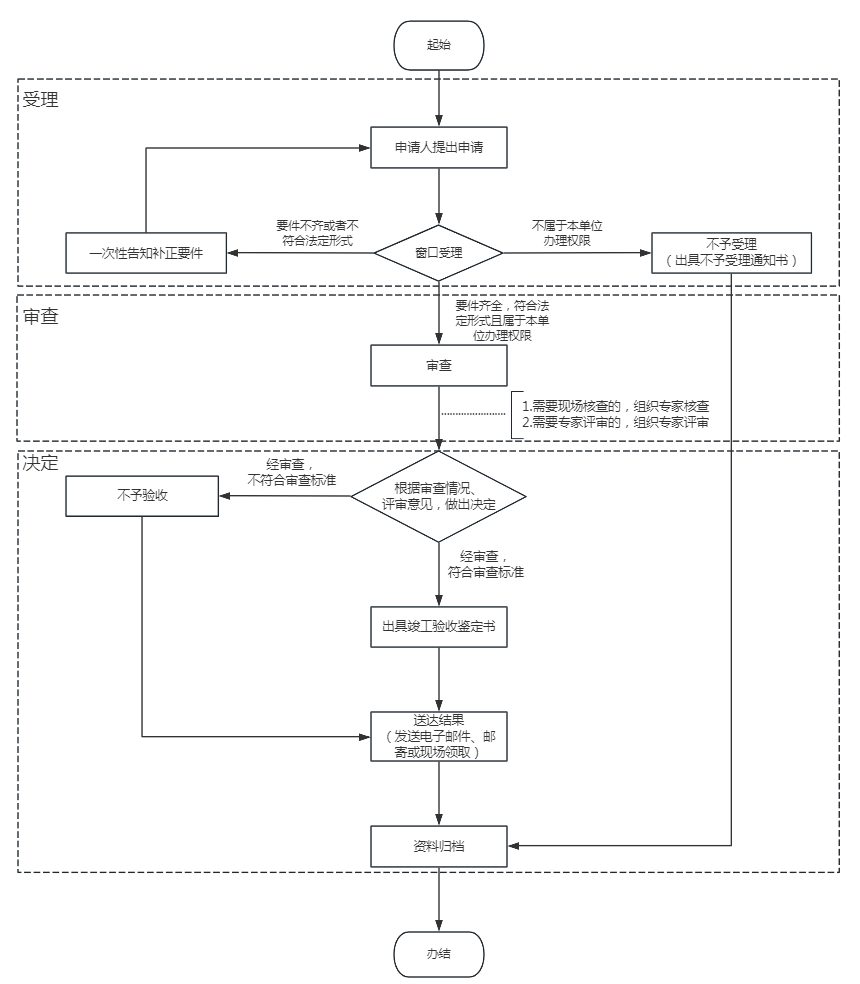 起始
受理
申请人提出申请
要件不齐或者不
符合法定形式
不属于本单位
办理权限
一次性告知补正要件
窗口受理
不予受理
（出具不予受理通知书）
审查
要件齐全，符合法
定形式且属于本单
位办理权限
审查
1.需要现场核查的，组织专家核查
2.需要专家评审的，组织专家评审
决定
经审查，
不符合审查标准
不予验收
根据审查情况、
评审意见，做出决定
经审查，
符合审查标准
出具竣工验收鉴定书
送达结果
（发送电子邮件、邮
寄或现场领取）
资料归档
办结